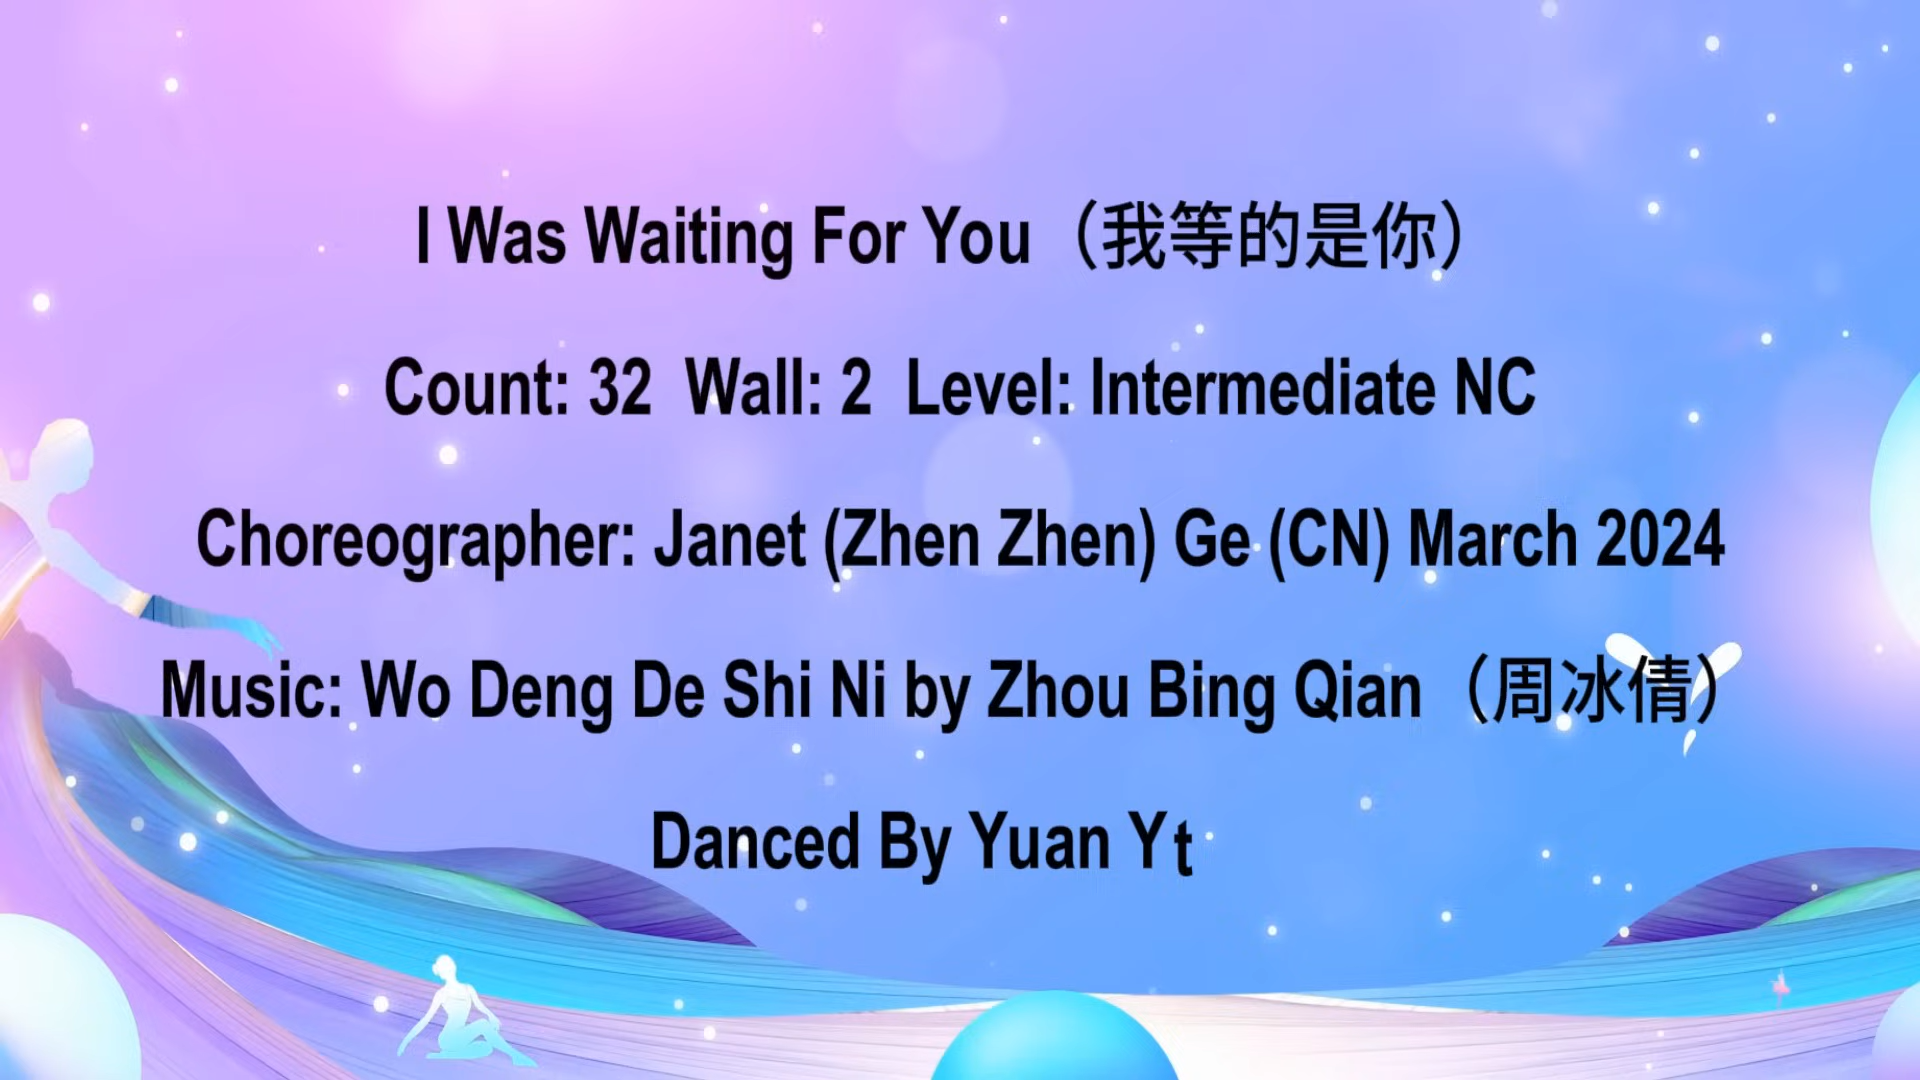 I Was Waiting For You（我等的是你）
Count: 32  Wall: 2  Level: Intermediate NC
Choreographer: Janet (Zhen Zhen) Ge (CN) March 2024
Music: Wo Deng De Shi Ni by Zhou Bing Qian（周冰倩）
Danced By Yuan Yt